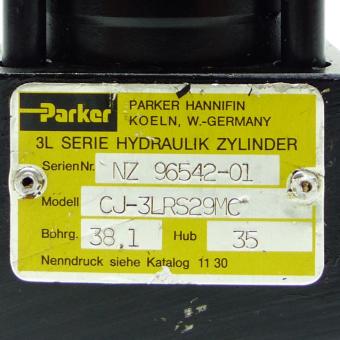 Parker
PARKER HANNIFIN
KOELN, W.-GERMANY
3L SERIE HYDRAULIK ZYLINDER
Serien Nr. NZ 96542-01
Modell CJ-3LRS29MC
Bohrg. 38,1 Hub 35
Nenndruck siehe Katalog 11 30